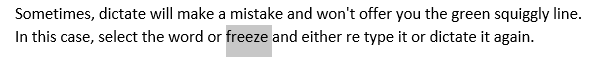 Sometimes, dictate will make a mistake and won't offer you the green squiggly line.
In this case, select the word or freeze and either re type it or dictate it again.